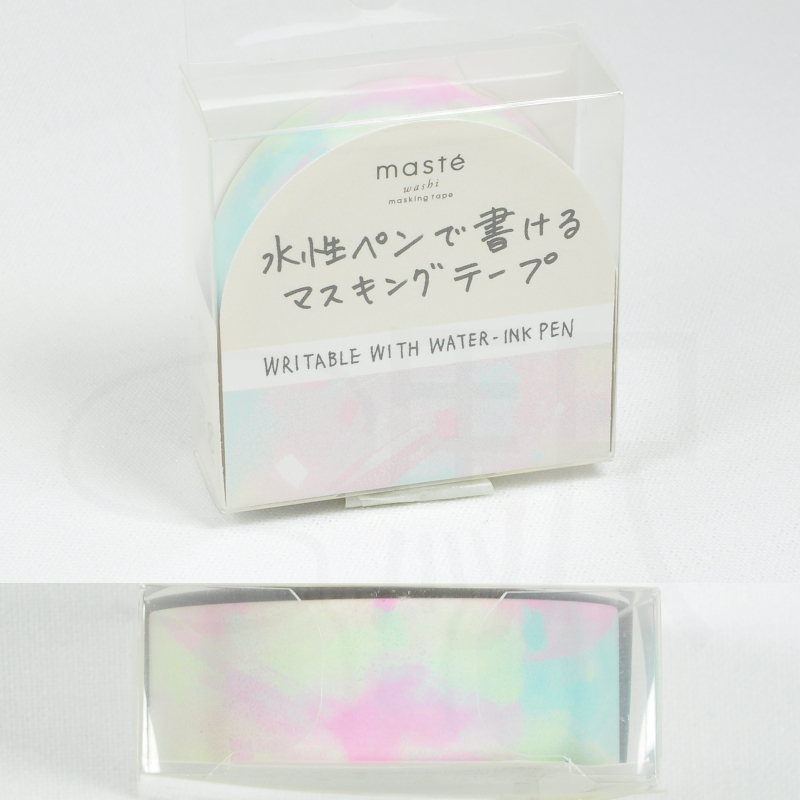 masté
washi
masking tape
水性ペンで書ける
マスキングテープ
WRITABLE WITH WATER-INK PEN